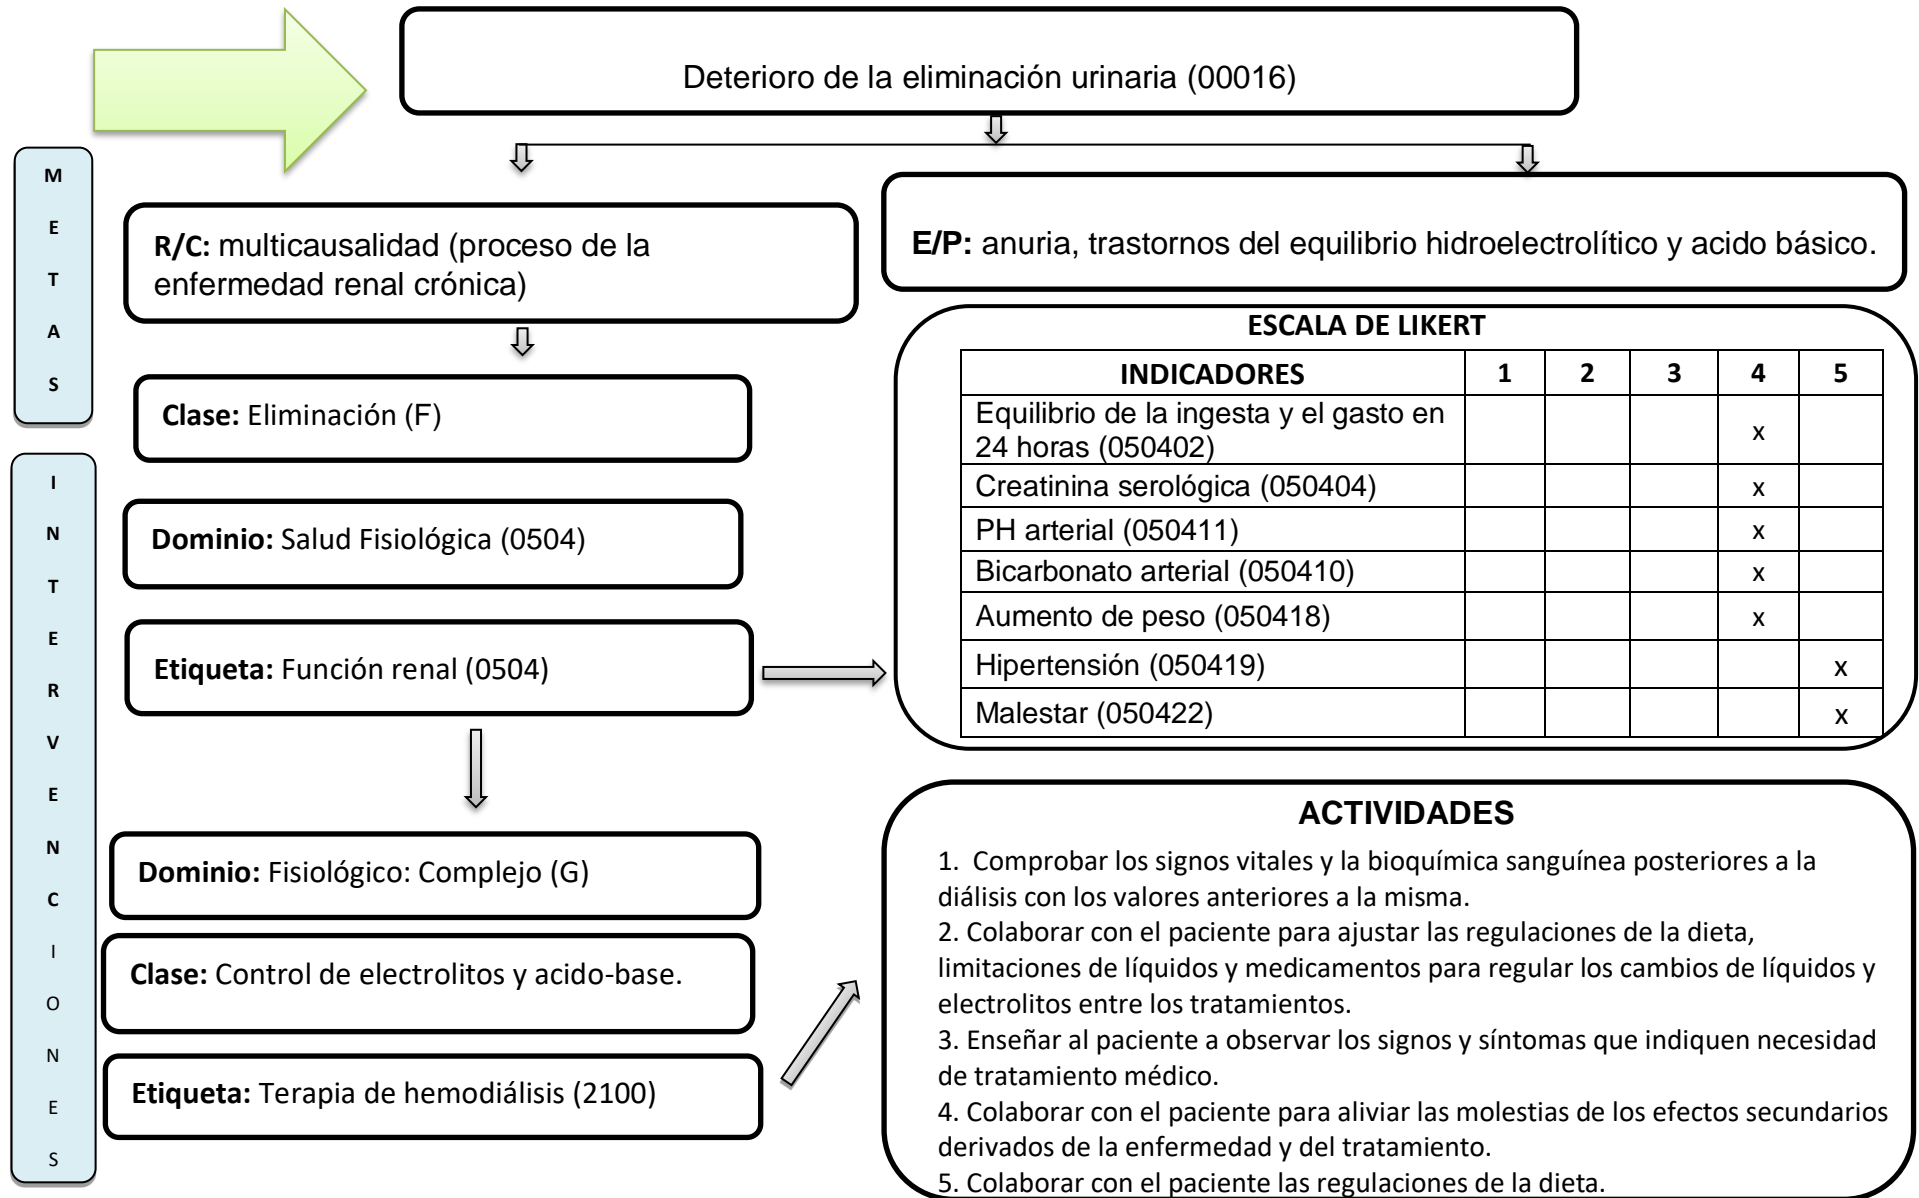 Deterioro de la eliminación urinaria (00016)
M
E
T
A
S
R/C: multicausalidad (proceso de la
enfermedad renal crónica)
E/P: anuria, trastornos del equilibrio hidroelectrolítico y acido básico.
Clase: Eliminación (F)
Dominio: Salud Fisiológica (0504)
Etiqueta: Función renal (0504)
ESCALA DE LIKERT
INDICADORES 1 2 3 4 5
Equilibrio de la ingesta y el gasto en
24 horas (050402) x
Creatinina serológica (050404) x
PH arterial (050411) x
Bicarbonato arterial (050410) x
Aumento de peso (050418) x
Hipertensión (050419) x
Malestar (050422) x
I
N
T
E
R
V
E
N
C
I
O
N
E
S
Dominio: Fisiológico: Complejo (G)
Clase: Control de electrolitos y acido-base.
Etiqueta: Terapia de hemodiálisis (2100)
ACTIVIDADES
1. Comprobar los signos vitales y la bioquímica sanguínea posteriores a la
diálisis con los valores anteriores a la misma.
2. Colaborar con el paciente para ajustar las regulaciones de la dieta,
limitaciones de líquidos y medicamentos para regular los cambios de líquidos y
electrolitos entre los tratamientos.
3. Enseñar al paciente a observar los signos y síntomas que indiquen necesidad
de tratamiento médico.
4. Colaborar con el paciente para aliviar las molestias de los efectos secundarios
derivados de la enfermedad y del tratamiento.
5. Colaborar con el paciente las regulaciones de la dieta.